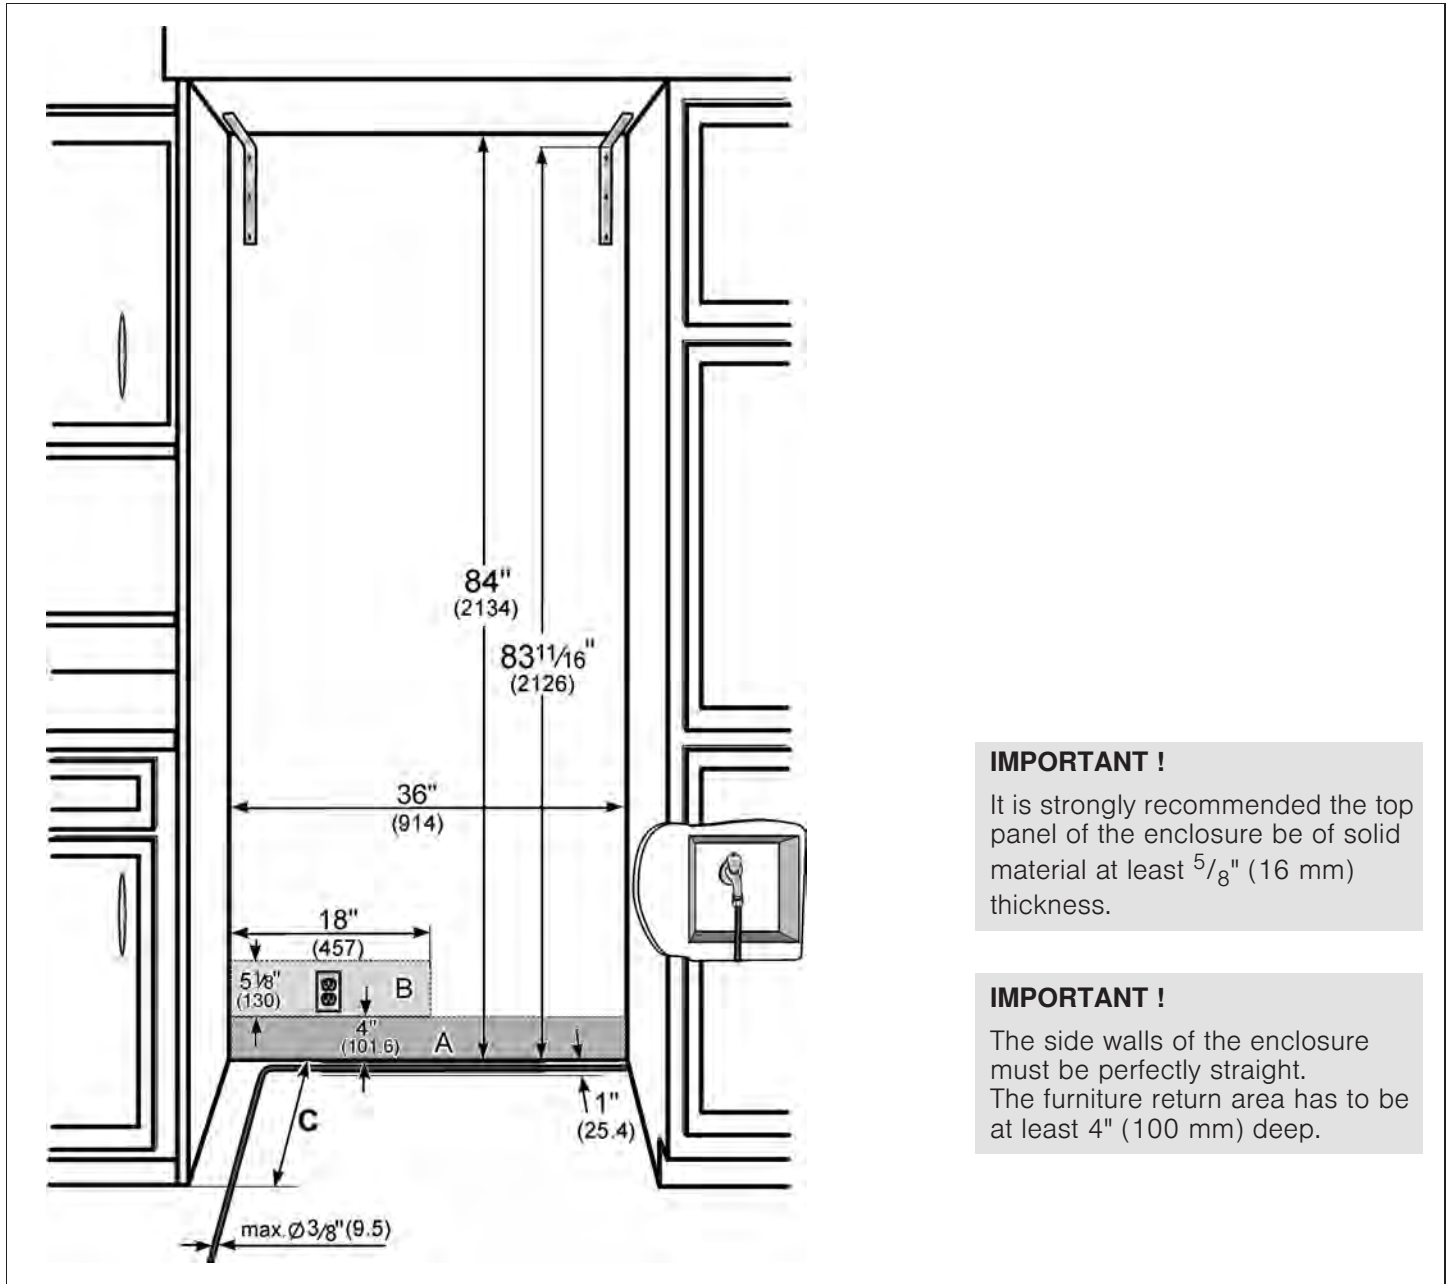 84"
(2134)
83 11/16"
(2126)
36"
(914)
18"
(457)
5 1/8"
(130)
B
4"
(101.6)
A
1"
(25.4)
C
max.Ø3/8"(9.5)
IMPORTANT !
It is strongly recommended the top
panel of the enclosure be of solid
material at least 5/8" (16 mm)
thickness.
IMPORTANT !
The side walls of the enclosure
must be perfectly straight.
The furniture return area has to be
at least 4" (100 mm) deep.